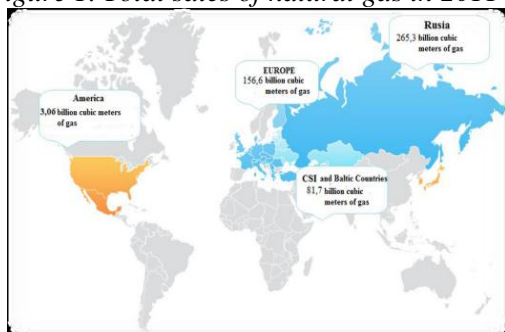 igure 1. Total sales of natural gas in 2011
Rusia
265,3 billion cubic
meters of gas
EUROPE
156,6 billion cubic
meters of gas
America
3,06 billion cubic meters
of gas
CSI and Baltic Countries
81,7 billion cubic
meters of gas